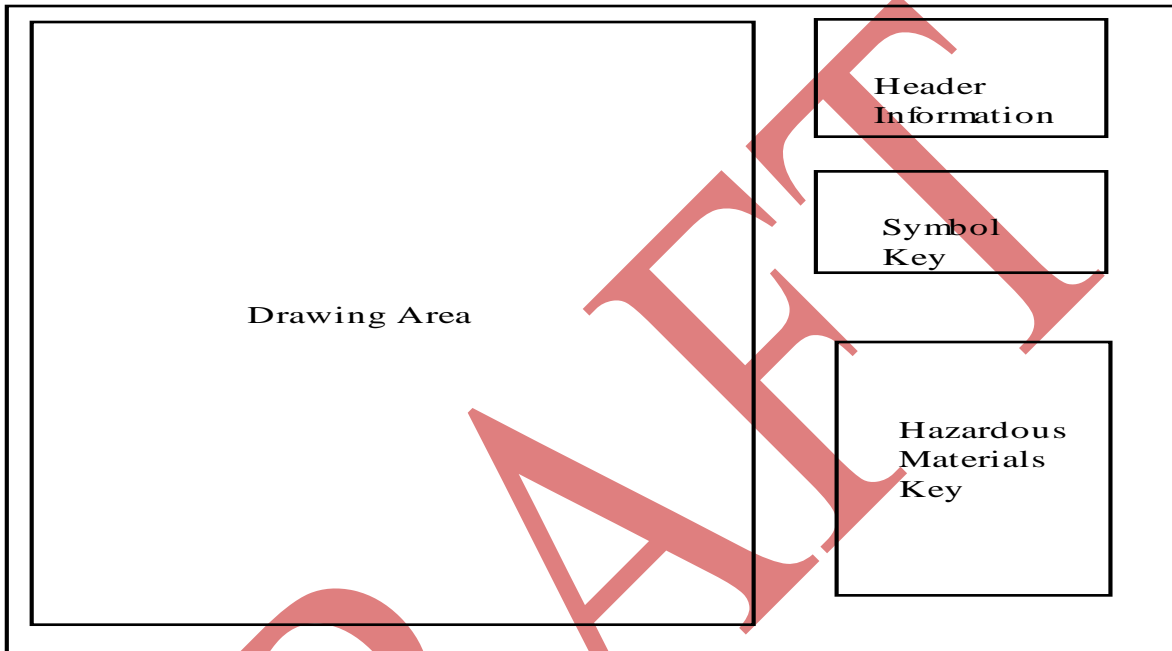 Drawing Area
Header
Information
Symbol
Key
Hazardous
Materials
Key
DRAFT